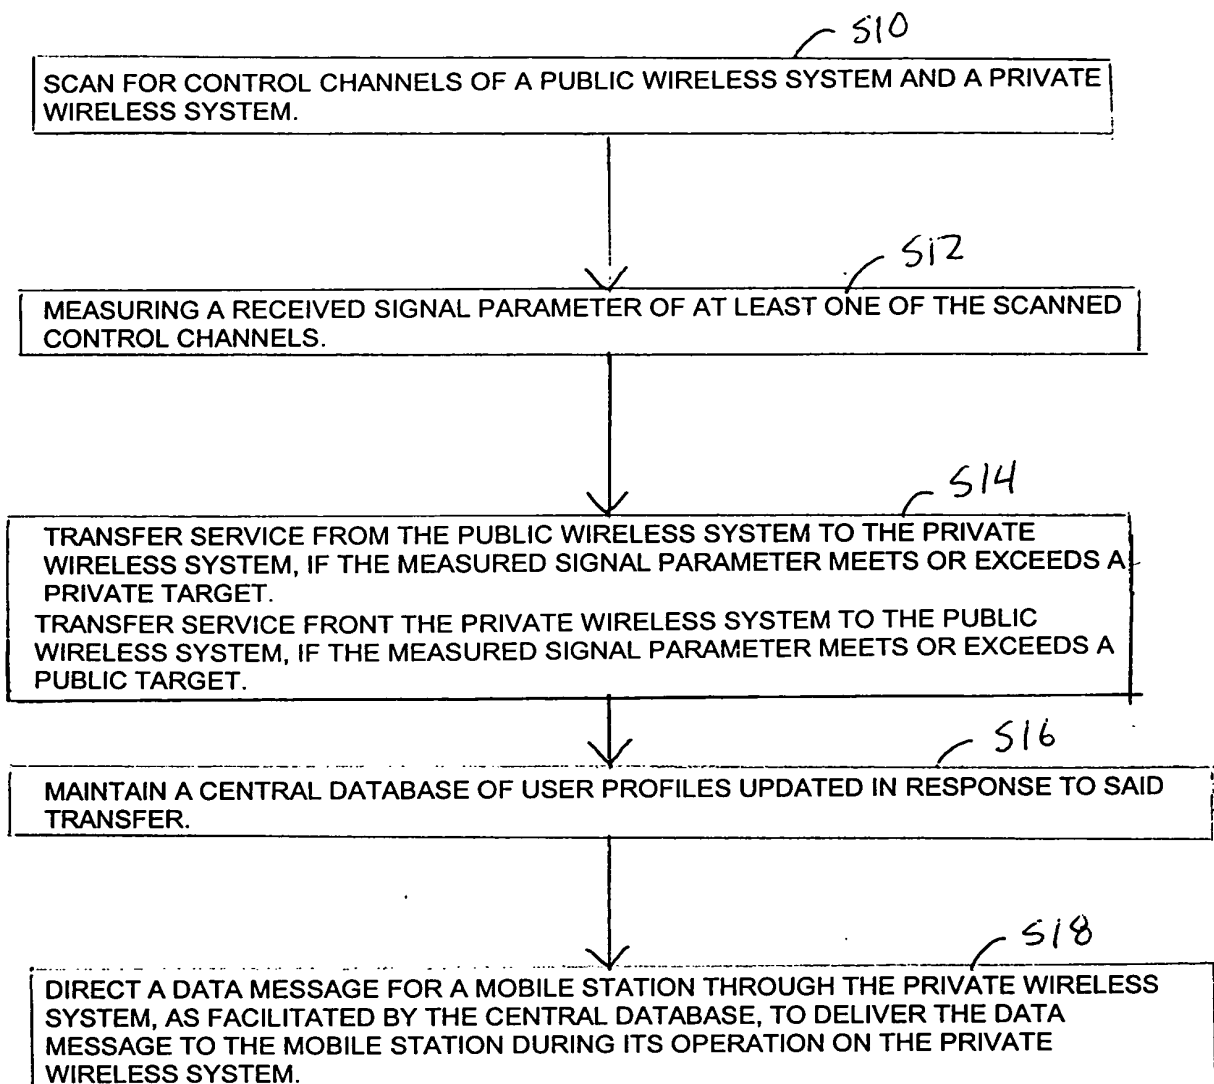 S10
SCAN FOR CONTROL CHANNELS OF A PUBLIC WIRELESS SYSTEM AND A PRIVATE
WIRELESS SYSTEM.
S12
MEASURING A RECEIVED SIGNAL PARAMETER OF AT LEAST ONE OF THE SCANNED
CONTROL CHANNELS.
S14
TRANSFER SERVICE FROM THE PUBLIC WIRELESS SYSTEM TO THE PRIVATE
WIRELESS SYSTEM, IF THE MEASURED SIGNAL PARAMETER MEETS OR EXCEEDS A
PRIVATE TARGET.
TRANSFER SERVICE FRONT THE PRIVATE WIRELESS SYSTEM TO THE PUBLIC
WIRELESS SYSTEM, IF THE MEASURED SIGNAL PARAMETER MEETS OR EXCEEDS A
PUBLIC TARGET.
S16
MAINTAIN A CENTRAL DATABASE OF USER PROFILES UPDATED IN RESPONSE TO SAID
TRANSFER.
S18
DIRECT A DATA MESSAGE FOR A MOBILE STATION THROUGH THE PRIVATE WIRELESS
SYSTEM, AS FACILITATED BY THE CENTRAL DATABASE, TO DELIVER THE DATA
MESSAGE TO THE MOBILE STATION DURING ITS OPERATION ON THE PRIVATE
WIRELESS SYSTEM.